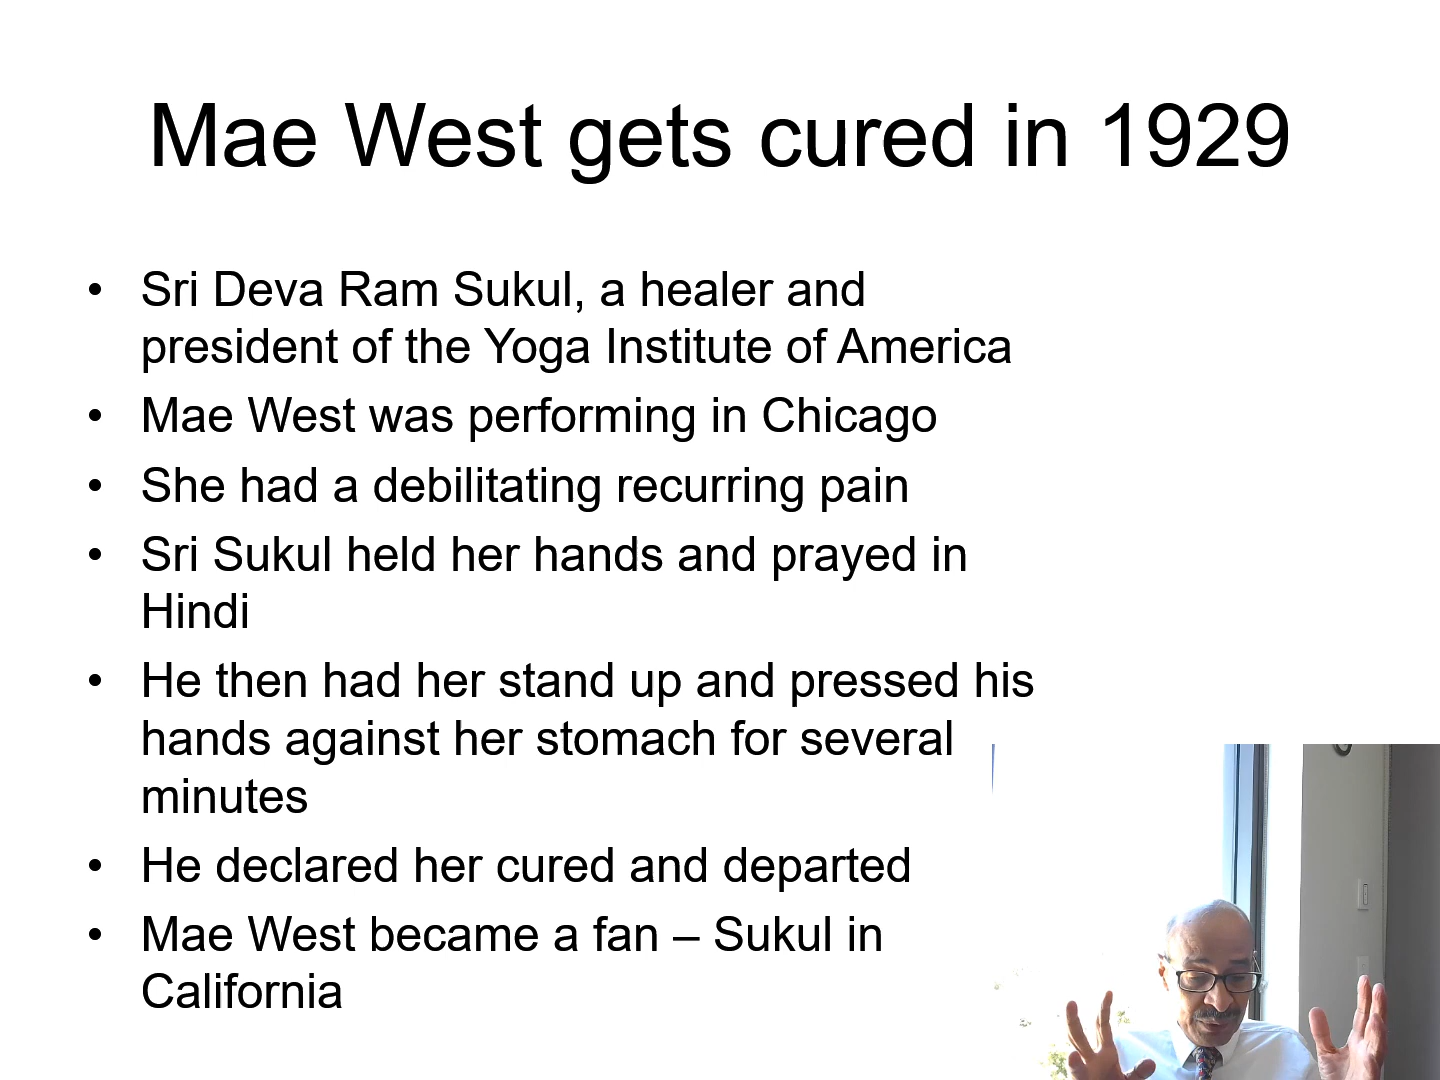 Mae West gets cured in 1929
• Sri Deva Ram Sukul, a healer and
president of the Yoga Institute of America
• Mae West was performing in Chicago
• She had a debilitating recurring pain
• Sri Sukul held her hands and prayed in
Hindi
• He then had her stand up and pressed his
hands against her stomach for several
minutes
• He declared her cured and departed
• Mae West became a fan – Sukul in
California